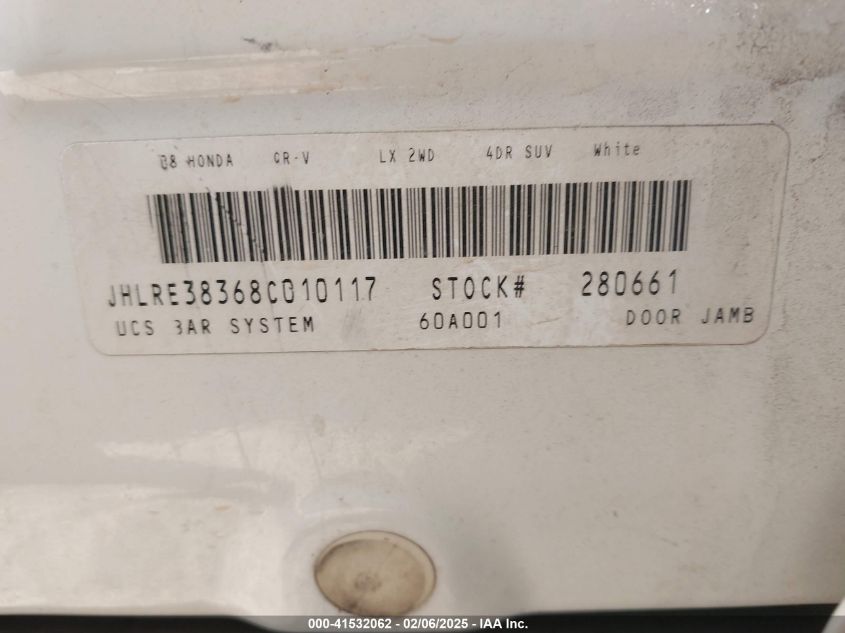 08 HONDA CR-V LX 2WD 4DR SUV White
JHLRE38368C010117 STOCK# 280661
UCS BAR SYSTEM 60A001 DOOR JAMB
000-41532062 - 02/06/2025 - IAA Inc.